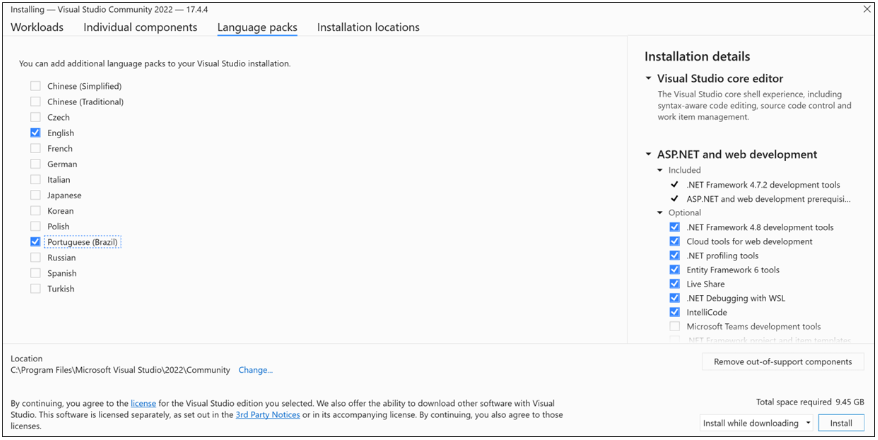 Installing — Visual Studio Community 2022 — 17.4.4
Workloads Individual components Language packs Installation locations
You can add additional language packs to your Visual Studio installation.
Chinese (Simplified)
Chinese (Traditional)
Czech
English
French
German
Italian
Japanese
Korean
Polish
Portuguese (Brazil)
Russian
Spanish
Turkish
Installation details
Visual Studio core editor
The Visual Studio core shell experience, including
syntax-aware code editing, source code control and
work item management.
ASP.NET and web development
Included
.NET Framework 4.7.2 development tools
ASP.NET and web development prerequisi...
Optional
.NET Framework 4.8 development tools
Cloud tools for web development
.NET profiling tools
Entity Framework 6 tools
Live Share
.NET Debugging with WSL
IntelliCode
Microsoft Teams development tools
.NET Framework project and item templates
Location
C:\Program Files\Microsoft Visual Studio\2022\Community Change...
Remove out-of-support components
By continuing, you agree to the license for the Visual Studio edition you selected. We also offer the ability to download other software with Visual
Studio. This software is licensed separately, as set out in the 3rd Party Notices or in its accompanying license. By continuing, you also agree to those
licenses.
Total space required 9.45 GB
Install while downloading Install